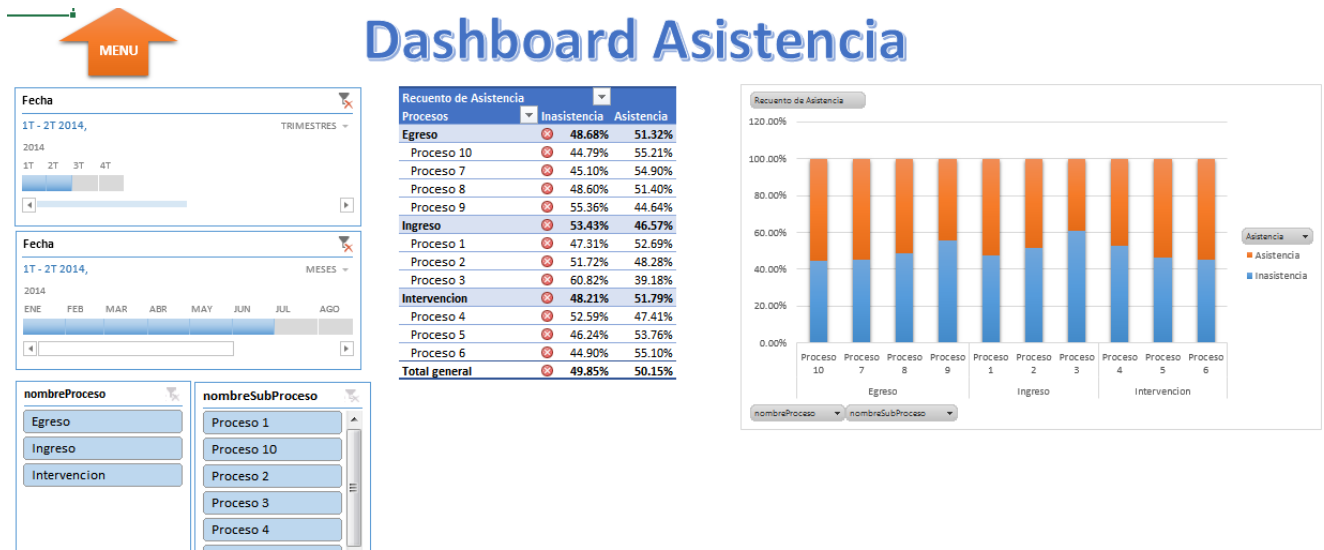 MENU
Dashboard Asistencia
Fecha
1T - 2T 2014,
TRIMESTRES
2014
1T 2T 3T 4T
Fecha
1T - 2T 2014,
MESES
2014
ENE FEB MAR ABR MAY JUN JUL AGO
nombreProceso
Egreso
Ingreso
Intervencion
nombreSubProceso
Proceso 1
Proceso 10
Proceso 2
Proceso 3
Proceso 4
Recuento de Asistencia
Procesos Inasistencia Asistencia
Egreso 48.68% 51.32%
Proceso 10 44.79% 55.21%
Proceso 7 45.10% 54.90%
Proceso 8 48.60% 51.40%
Proceso 9 55.36% 44.64%
Ingreso 53.43% 46.57%
Proceso 1 47.31% 52.69%
Proceso 2 51.72% 48.28%
Proceso 3 60.82% 39.18%
Intervencion 48.21% 51.79%
Proceso 4 52.59% 47.41%
Proceso 5 46.24% 53.76%
Proceso 6 44.90% 55.10%
Total general 49.85% 50.15%
Recuento de Asistencia
120.00%
100.00%
80.00%
60.00%
40.00%
20.00%
0.00%
Proceso Proceso Proceso Proceso Proceso Proceso Proceso Proceso Proceso Proceso
10 7 8 9 1 2 3 4 5 6
Egreso Ingreso Intervencion
Asistencia
Asistencia
Inasistencia
nombreProceso nombreSubProceso